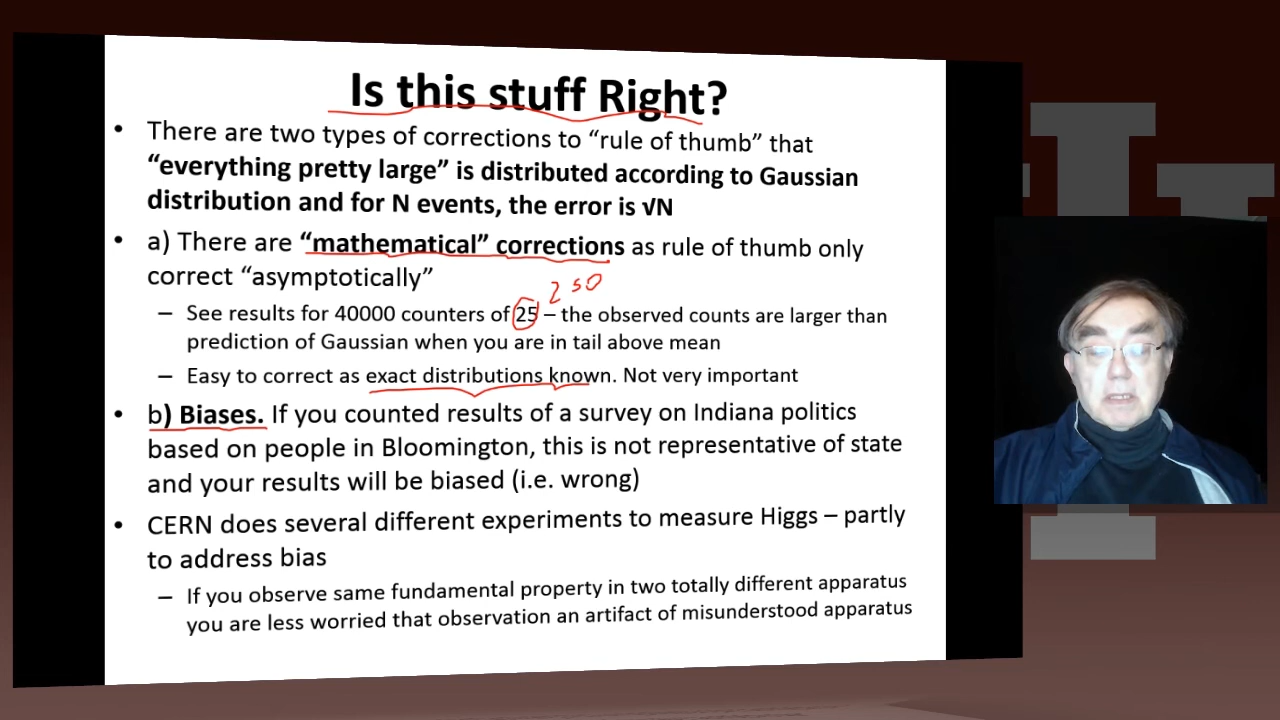 Is this stuff Right?
• There are two types of corrections to “rule of thumb” that
“everything pretty large” is distributed according to Gaussian
distribution and for N events, the error is √N
• a) There are “mathematical” corrections as rule of thumb only
correct “asymptotically”
250
– See results for 40000 counters of 25 – the observed counts are larger than
prediction of Gaussian when you are in tail above mean
– Easy to correct as exact distributions known. Not very important
• b) Biases. If you counted results of a survey on Indiana politics
based on people in Bloomington, this is not representative of state
and your results will be biased (i.e. wrong)
• CERN does several different experiments to measure Higgs – partly
to address bias
– If you observe same fundamental property in two totally different apparatus
you are less worried that observation an artifact of misunderstood apparatus